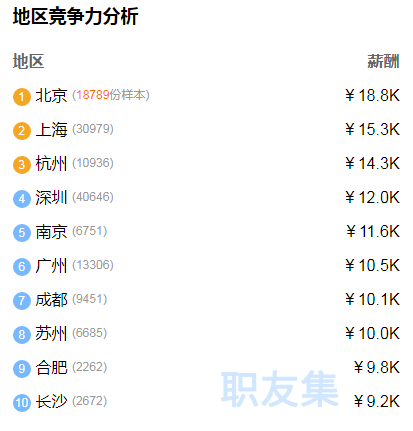 地区竞争力分析
地区 薪酬
1 北京 (18789份样本) ￥18.8K
2 上海 (30979) ￥15.3K
3 杭州 (10936) ￥14.3K
4 深圳 (40646) ￥12.0K
5 南京 (6751) ￥11.6K
6 广州 (13306) ￥10.5K
7 成都 (9451) ￥10.1K
8 苏州 (6685) ￥10.0K
9 合肥 (2262) ￥9.8K
10 长沙 (2672) ￥9.2K
职友集